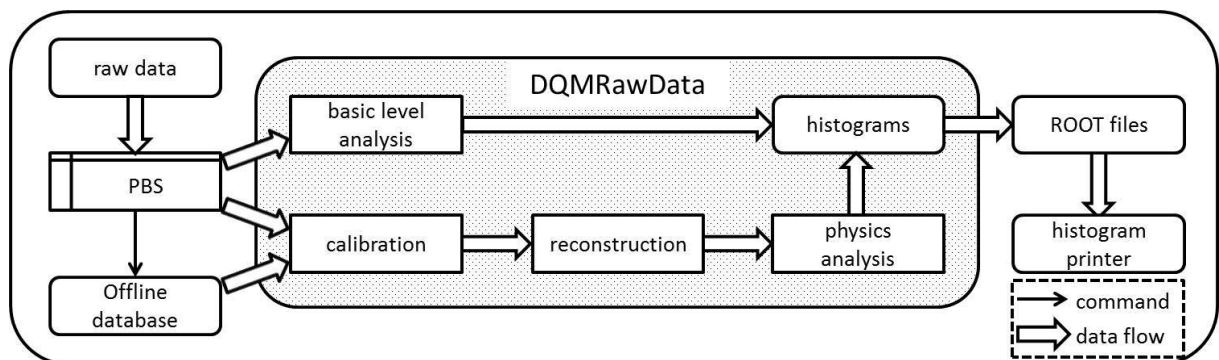 raw data
DQMRawData
basic level
analysis
histograms
ROOT files
PBS
calibration
reconstruction
physics
analysis
histogram
printer
Offline
database
command
data flow